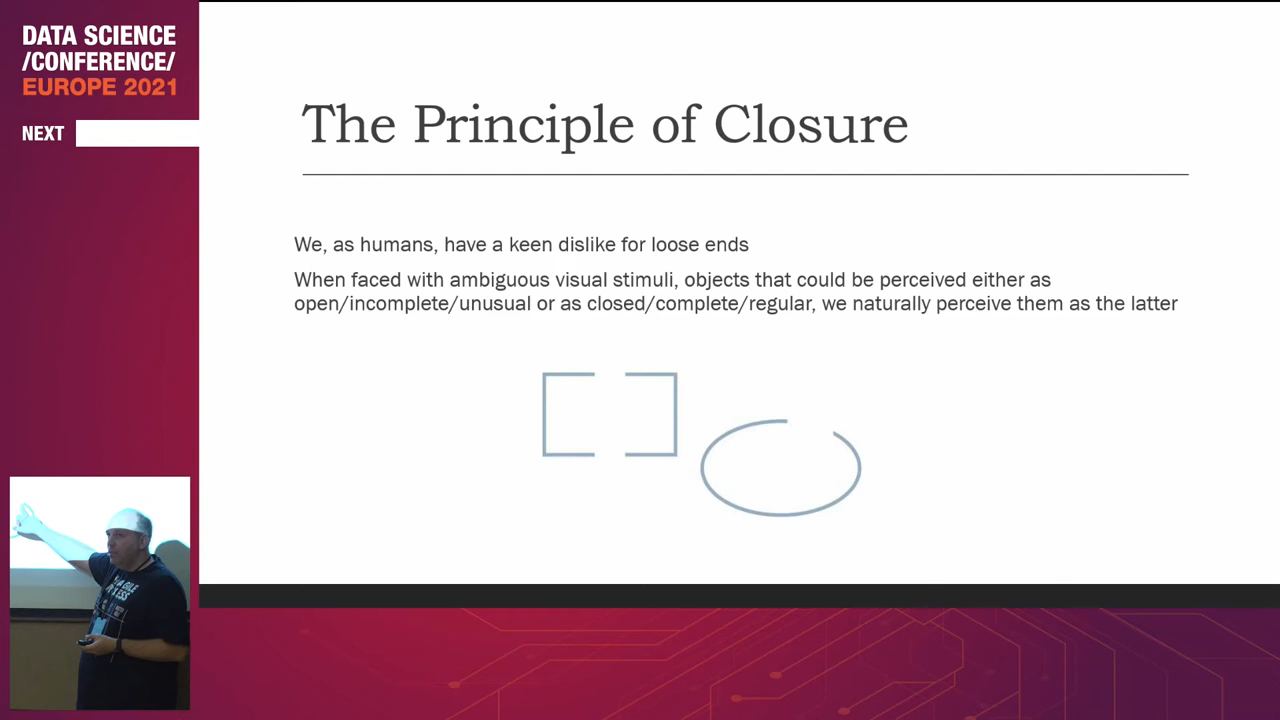 DATA SCIENCE
/CONFERENCE/
EUROPE 2021
NEXT
The Principle of Closure
We, as humans, have a keen dislike for loose ends
When faced with ambiguous visual stimuli, objects that could be perceived either as
open/incomplete/unusual or as closed/complete/regular, we naturally perceive them as the latter